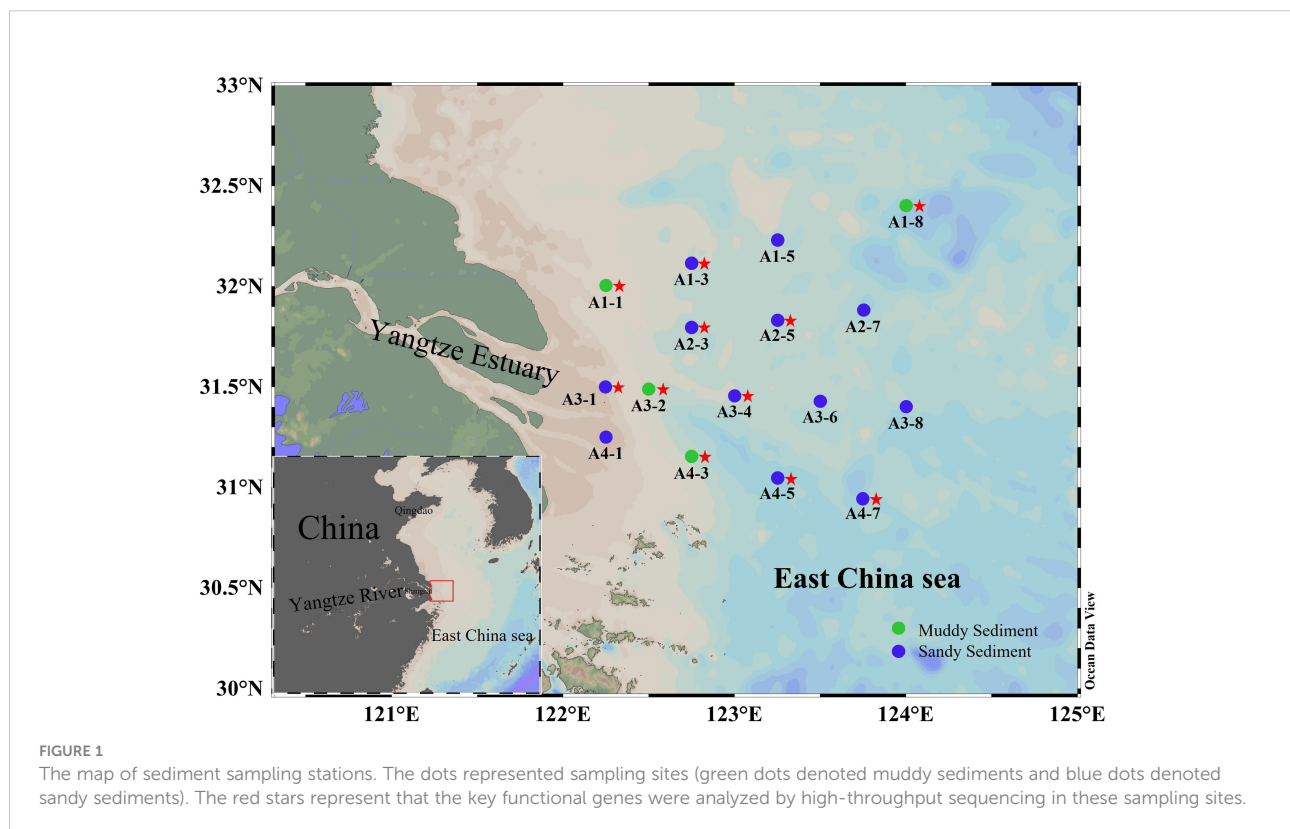 33°N
32.5°N
A1-8
A1-5
A1-3
32°N
A1-1
A2-7
A2-5
A2-3
Yangtze Estuary
31.5°N
A3-1
A3-2
A3-4
A3-6
A3-8
A4-1
A4-3
31°N
A4-5
A4-7
Qingdao
China
East China sea
30.5°N
Yangtze River
Shanghai
East China sea
Muddy Sediment
Sandy Sediment
Ocean Data View
30°N
121°E
122°E
123°E
124°E
125°E
FIGURE 1
The map of sediment sampling stations. The dots represented sampling sites (green dots denoted muddy sediments and blue dots denoted
sandy sediments). The red stars represent that the key functional genes were analyzed by high-throughput sequencing in these sampling sites.